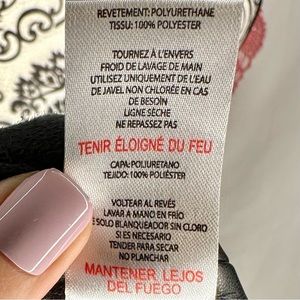 REVETEMENT: POLYURETHANE
TISSU: 100% POLYESTER
TOURNEZ À L'ENVERS
FROID DE LAVAGE DE MAIN
UTILISEZ UNIQUEMENT DE L'EAU
DE JAVEL NON CHLORÉE EN CAS
DE BESOIN
LIGNE SÈCHE
NE REPASSEZ PAS
TENIR ÉLOIGNÉ DU FEU
CAPA: POLIURETANO
TEJIDO: 100% POLIÉSTER
VOLTEAR AL REVÉS
LAVAR A MANO EN FRÍO
E SOLO BLANQUEADOR SIN CLORO
SI ES NECESARIO
TENDER PARA SECAR
NO PLANCHAR
MANTENER LEJOS
DEL FUEGO